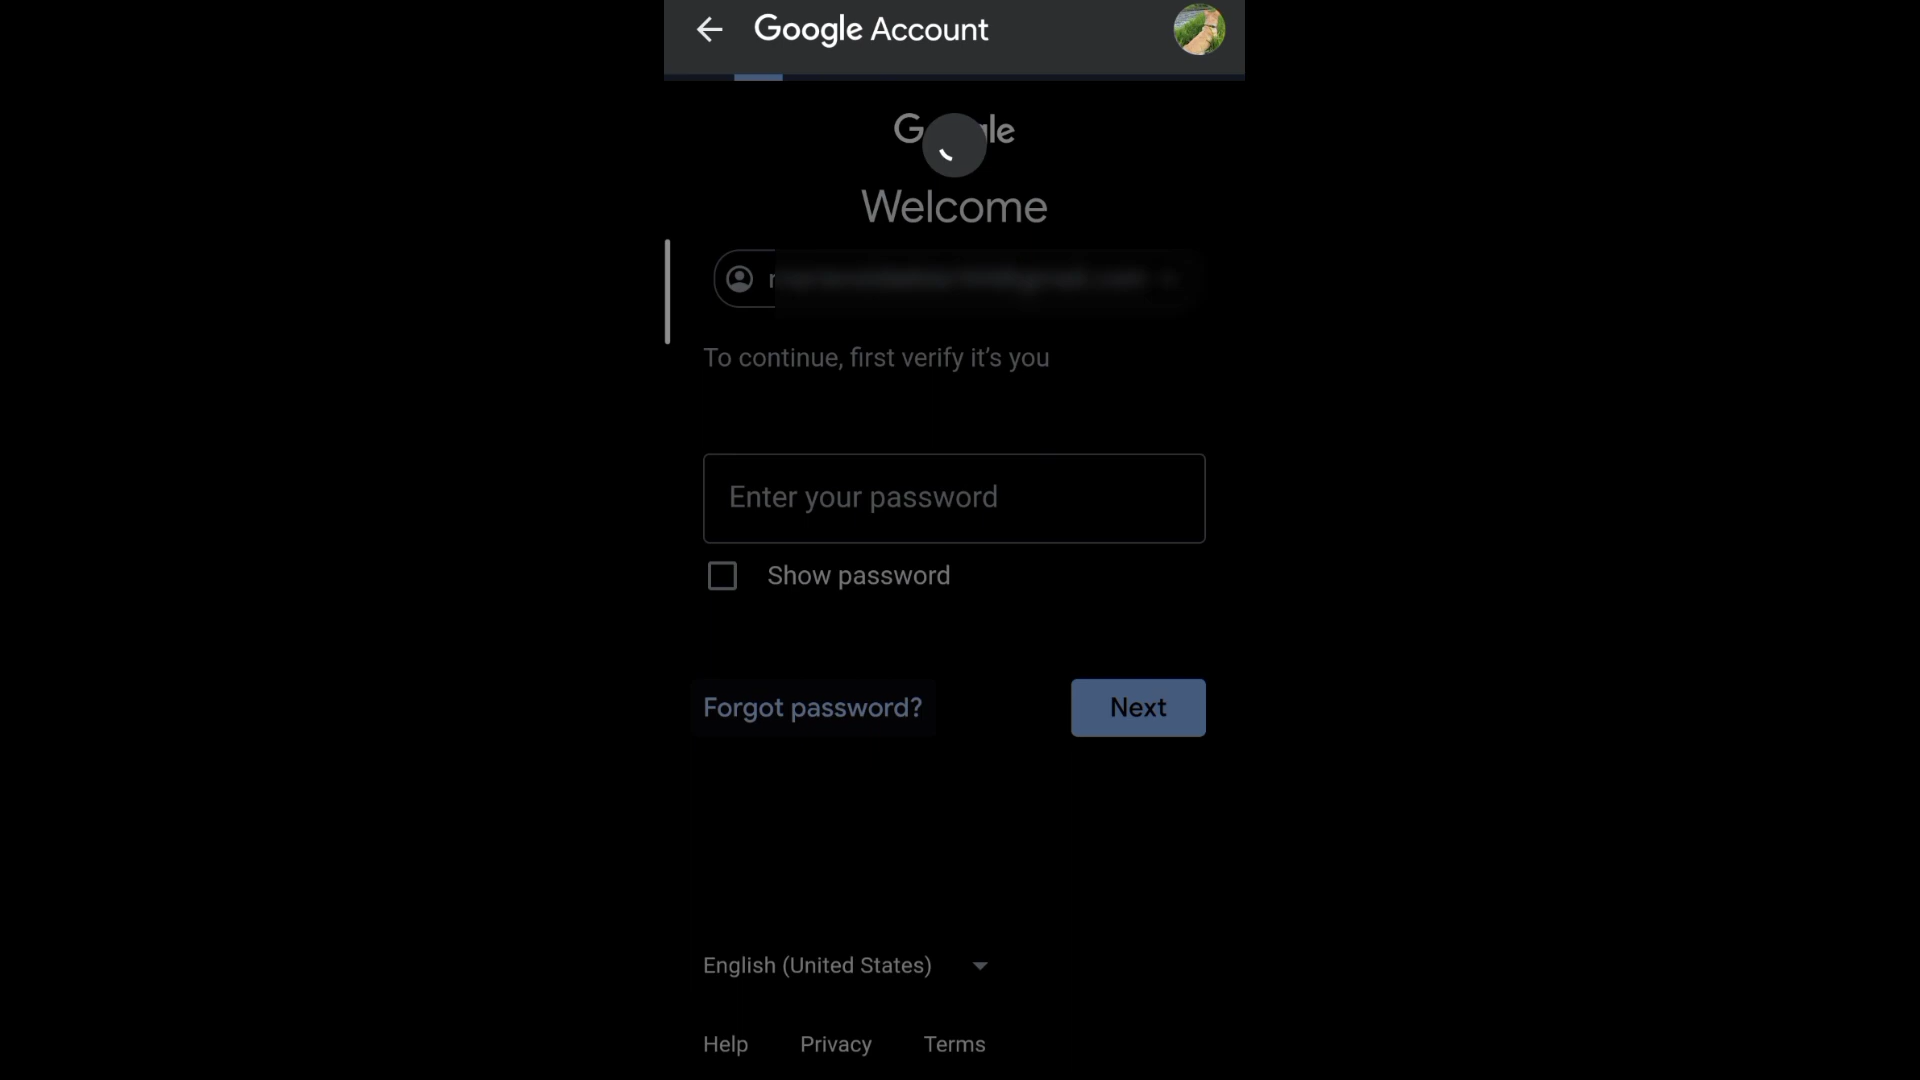 Google Account
Welcome
To continue, first verify it’s you
Enter your password
Show password
Forgot password?
Next
English (United States)
Help Privacy Terms